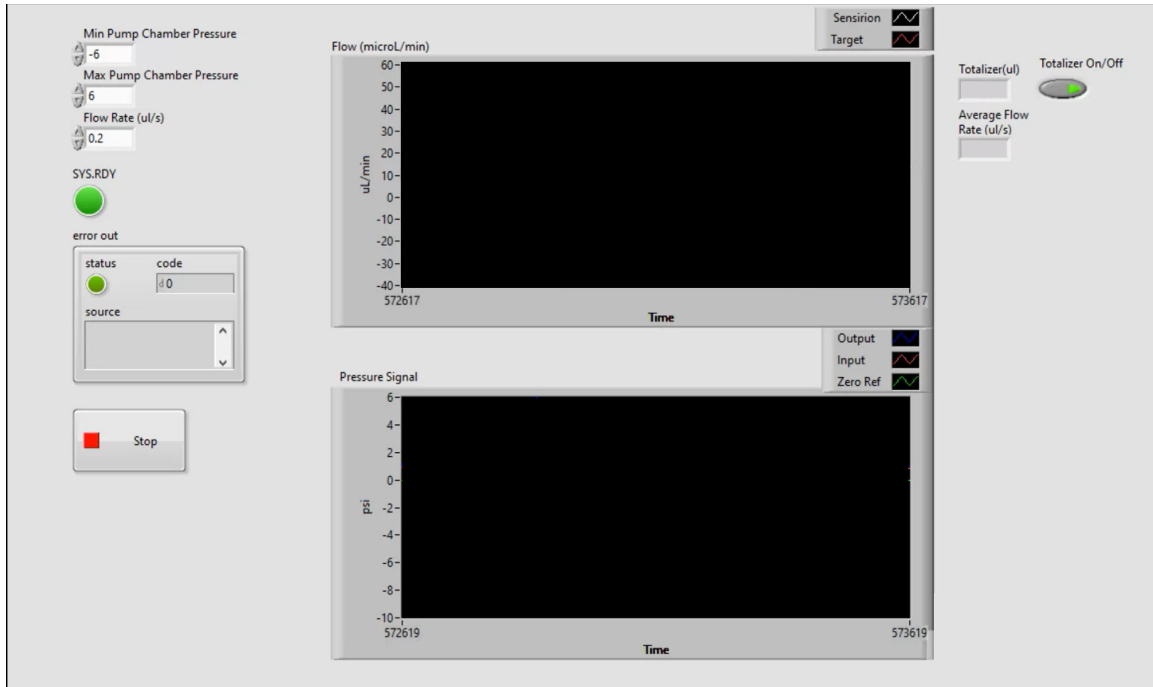 Min Pump Chamber Pressure
-6
Max Pump Chamber Pressure
6
Flow Rate (ul/s)
0.2
SYS.RDY
error out
status code
d 0
source
Stop
Sensirion
Target
Flow (microL/min)
60
50
40
30
20
10
0
-10
-20
-30
-40
uL/min
572617 573617
Time
Output
Input
Zero Ref
Pressure Signal
6
4
2
0
-2
-4
-6
-8
-10
psi
572619 573619
Time
Totalizer(ul)
Totalizer On/Off
Average Flow
Rate (ul/s)